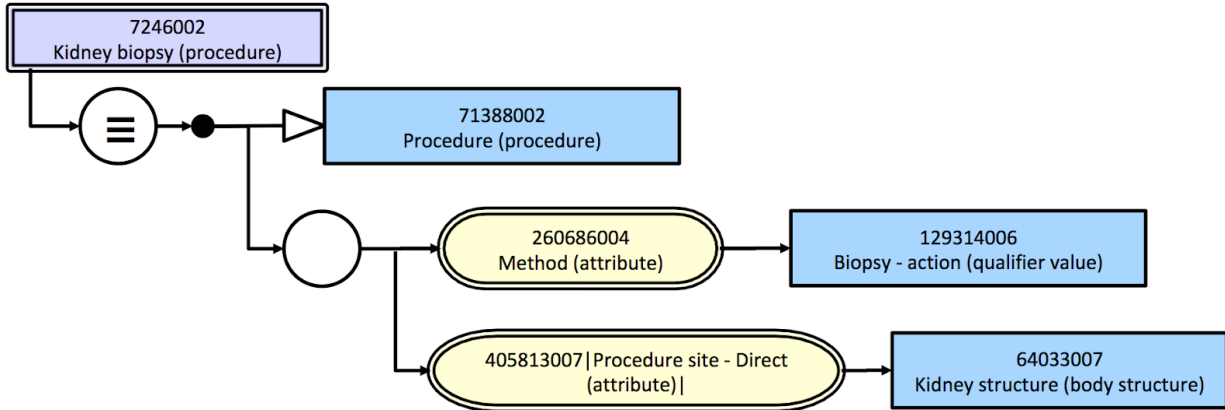 7246002
Kidney biopsy (procedure)
71388002
Procedure (procedure)
260686004
Method (attribute)
129314006
Biopsy - action (qualifier value)
405813007|Procedure site - Direct
(attribute)|
64033007
Kidney structure (body structure)